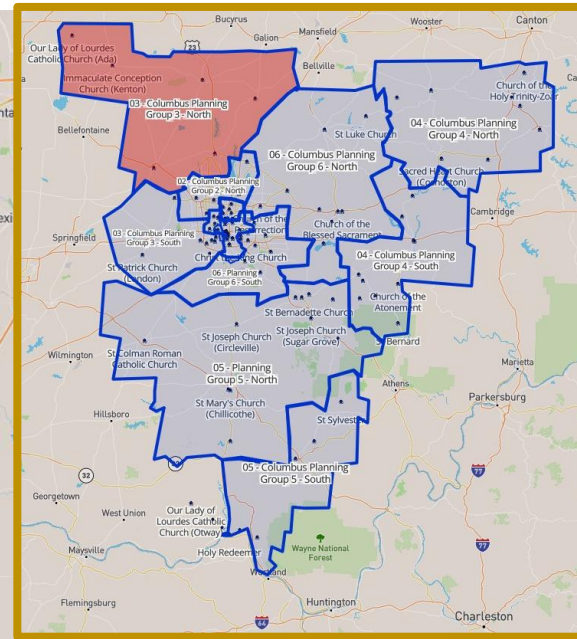 Bucyrus
Mansfield
Wooster
Canton
23
Galion
Our Lady of Lourdes
Catholic Church (Ada)
Bellville
Immaculate Conception
Church (Kenton)
Church of the
Holy Trinity-Zoar
03 - Columbus Planning
Group 3 - North
04 - Columbus Planning
Group 4 - North
Bellefontaine
St Luke Church
06 - Columbus Planning
Group 6 - North
Sacred Heart Church
(Coshocton)
02 - Columbus Planning
Group 2 - North
Cambridge
Springfield
03 - Columbus Planning
Group 3 - South
Church of the
Resurrection
Church of the
Blessed Sacrament
St Patrick Church
(London)
Church
04 - Columbus Planning
Group 4 - South
06 - Planning
Group 6 - South
St Bernadette Church
Church of the
Atonement
St Joseph Church
(Circleville)
St Joseph Church
(Sugar Grove)
St Bernard
Wilmington
St Colman Roman
Catholic Church
Marietta
05 - Planning
Group 5 - North
Athens
Parkersburg
St Mary's Church
(Chillicothe)
Hillsboro
St Sylvester
77
32
05 - Columbus Planning
Group 5 - South
Georgetown
West Union
Our Lady of
Lourdes Catholic
Church (Otway)
77
Maysville
Holy Redeemer
Wayne National
Forest
Flemingsburg
Huntington
64
Charleston